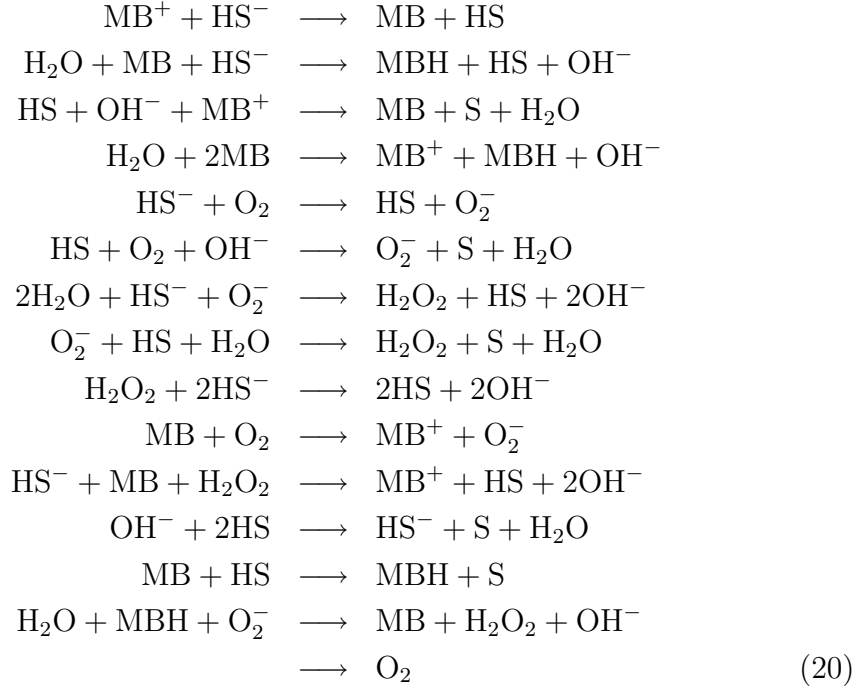 MB⁺ + HS⁻ ⟶ MB + HS
H₂O + MB + HS⁻ ⟶ MBH + HS + OH⁻
HS + OH⁻ + MB⁺ ⟶ MB + S + H₂O
H₂O + 2MB ⟶ MB⁺ + MBH + OH⁻
HS⁻ + O₂ ⟶ HS + O₂⁻
HS + O₂ + OH⁻ ⟶ O₂⁻ + S + H₂O
2H₂O + HS⁻ + O₂⁻ ⟶ H₂O₂ + HS + 2OH⁻
O₂⁻ + HS + H₂O ⟶ H₂O₂ + S + H₂O
H₂O₂ + 2HS⁻ ⟶ 2HS + 2OH⁻
MB + O₂ ⟶ MB⁺ + O₂⁻
HS⁻ + MB + H₂O₂ ⟶ MB⁺ + HS + 2OH⁻
OH⁻ + 2HS ⟶ HS⁻ + S + H₂O
MB + HS ⟶ MBH + S
H₂O + MBH + O₂⁻ ⟶ MB + H₂O₂ + OH⁻
⟶ O₂ (20)